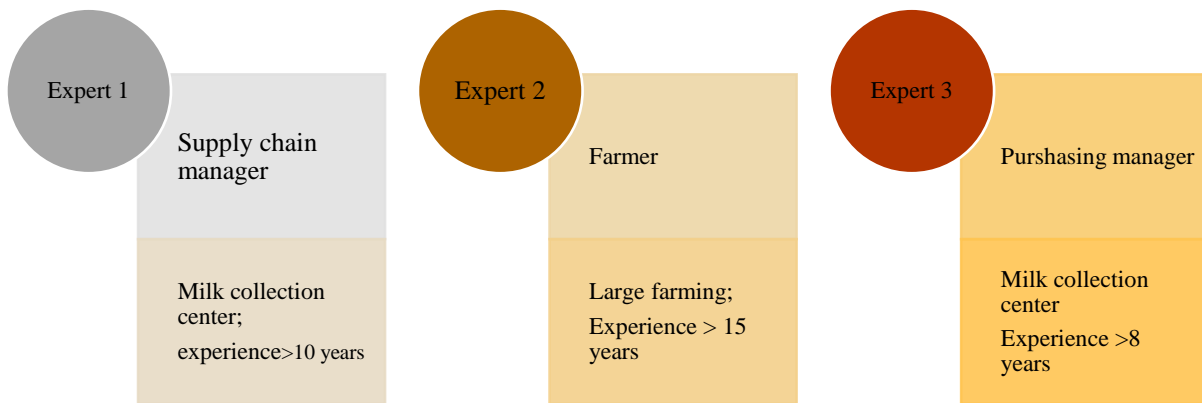 Expert 1
Supply chain
manager
Milk collection
center;
experience>10 years
Expert 2
Farmer
Large farming;
Experience > 15
years
Expert 3
Purshasing manager
Milk collection
center
Experience >8
years